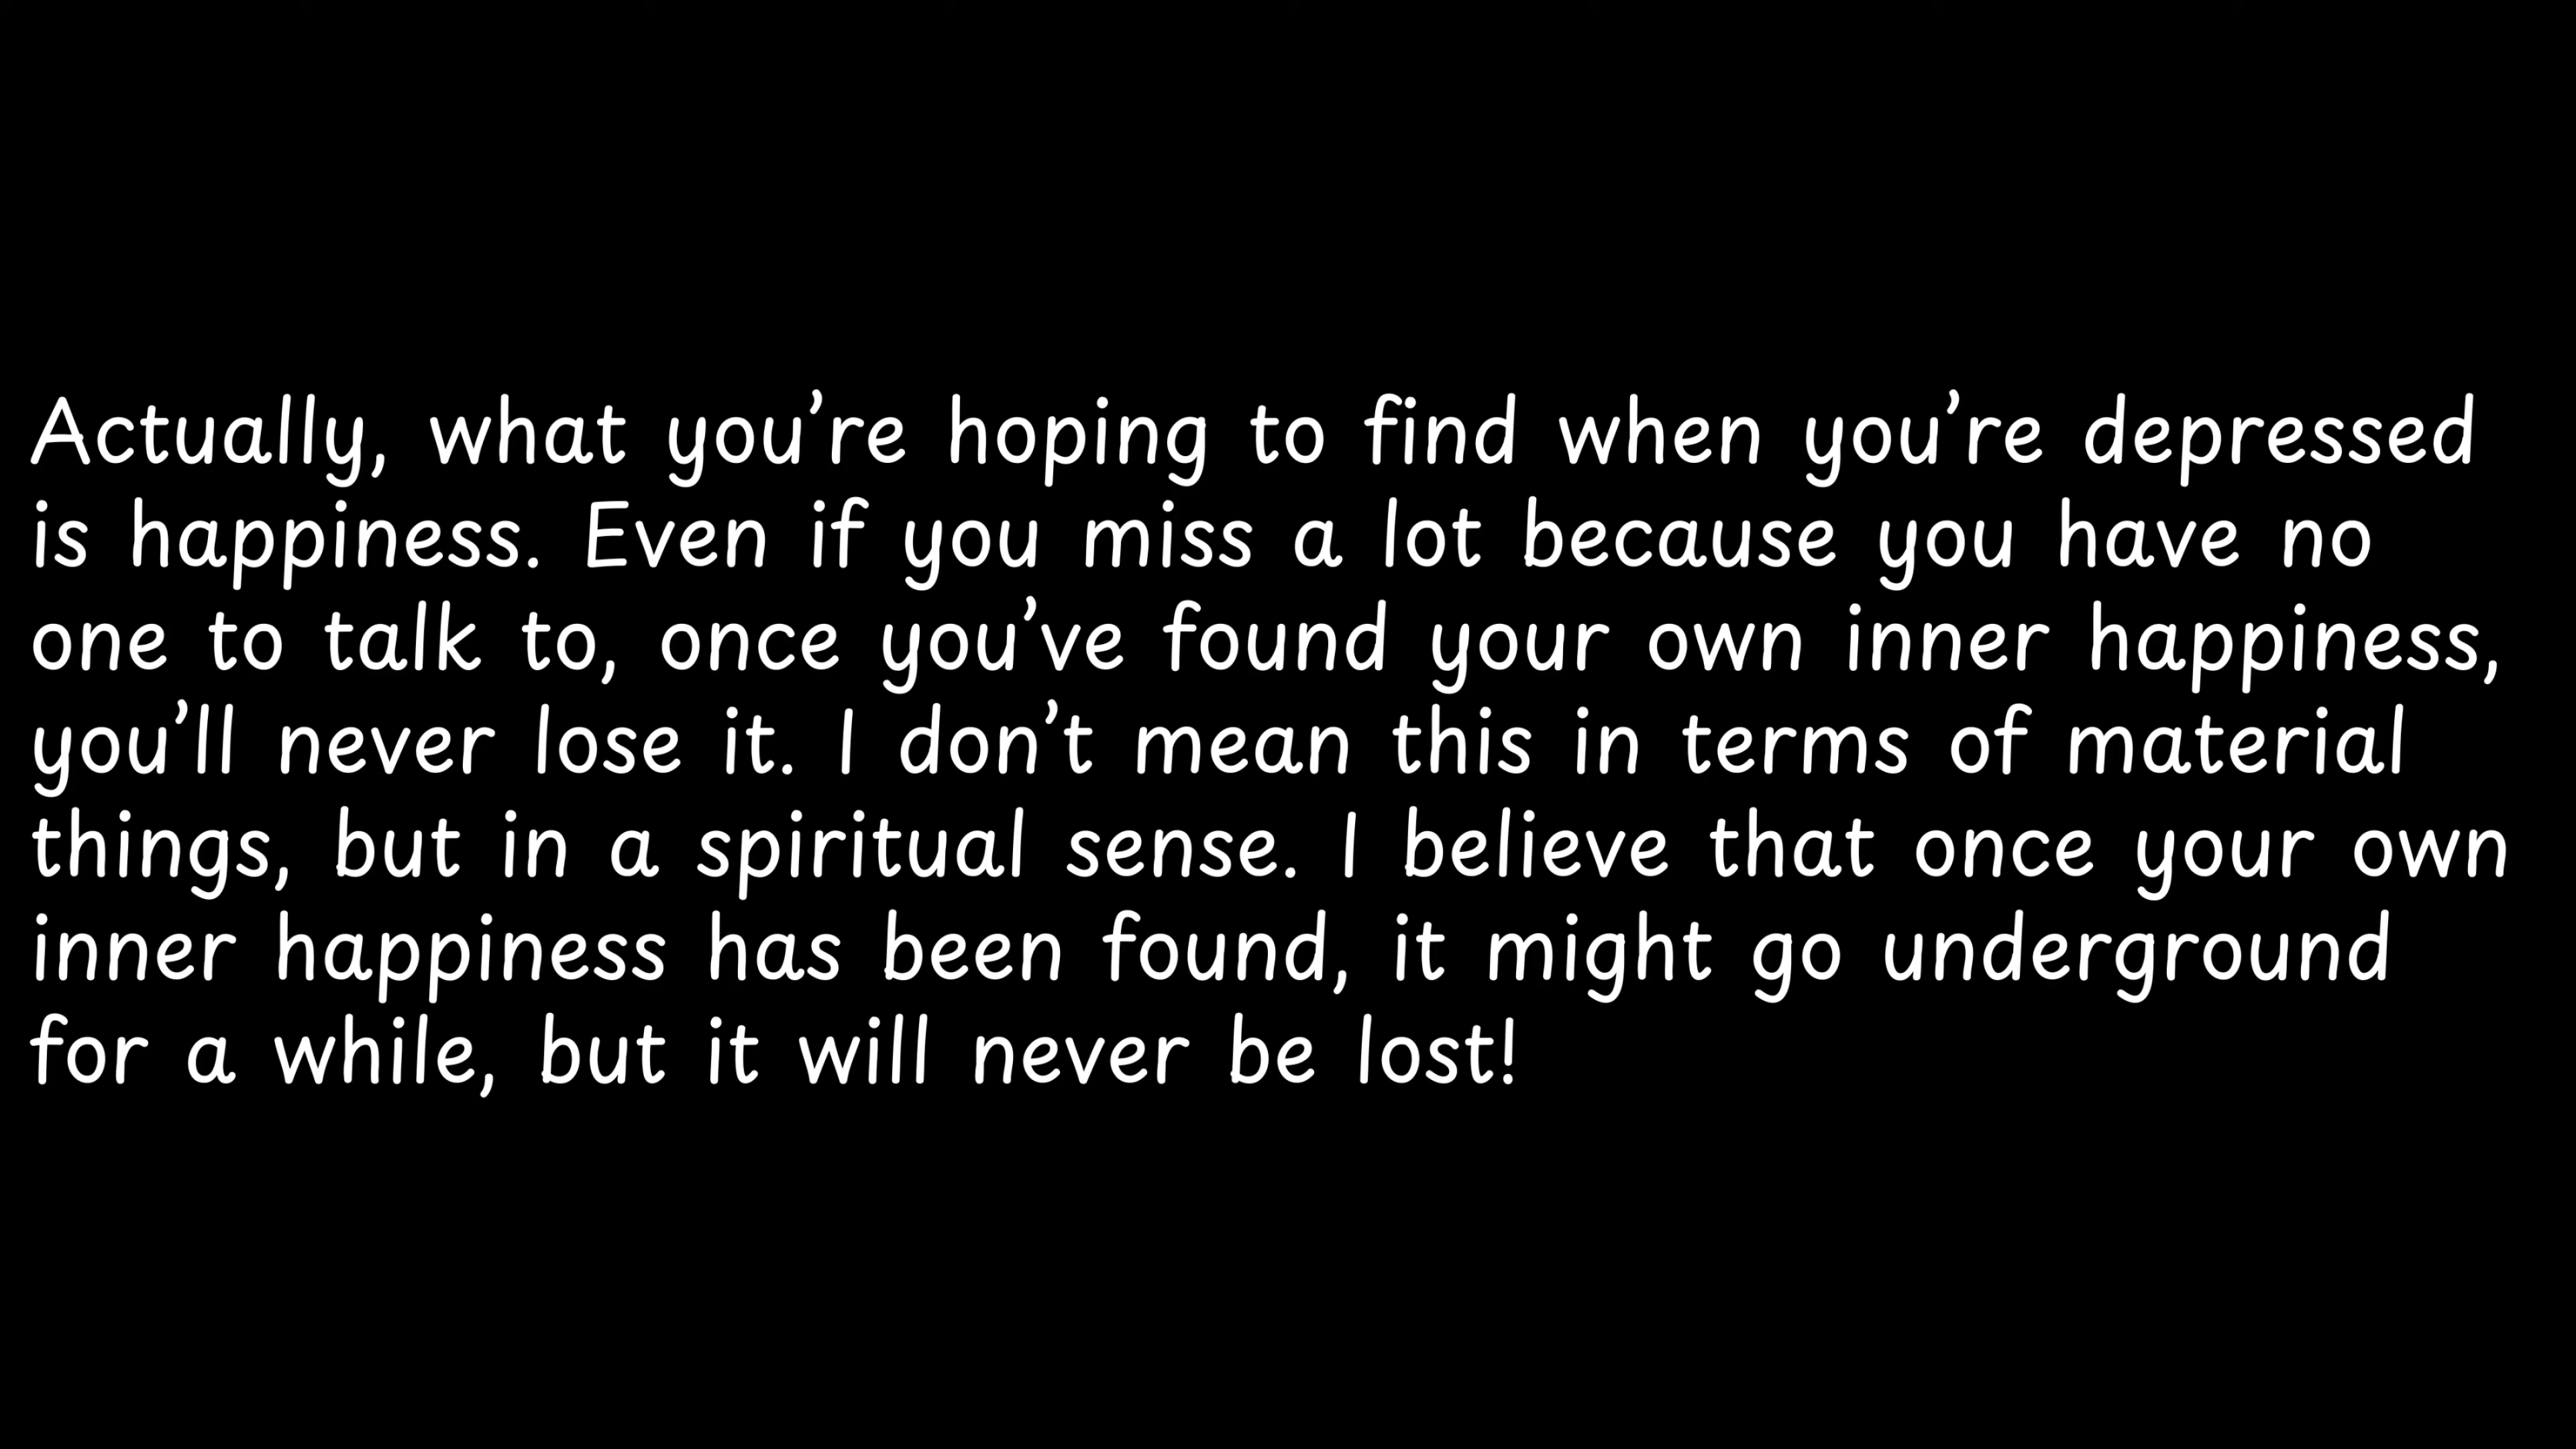 Actually, what you’re hoping to find when you’re depressed
is happiness. Even if you miss a lot because you have no
one to talk to, once you’ve found your own inner happiness,
you’ll never lose it. I don’t mean this in terms of material
things, but in a spiritual sense. I believe that once your own
inner happiness has been found, it might go underground
for a while, but it will never be lost!